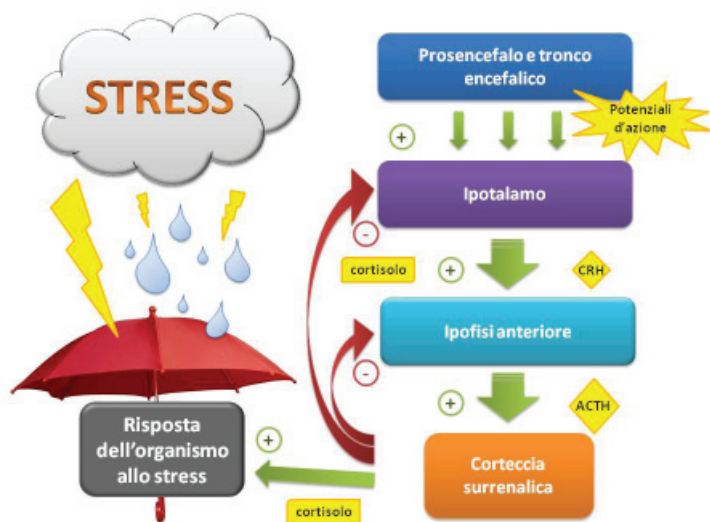 STRESS
Prosencefalo e tronco
encefalico
Potenziali
d'azione
+
Ipotalamo
-
cortisolo
+
CRH
Ipofisi anteriore
-
+
ACTH
Risposta
dell'organismo
allo stress
+
Corteccia
surrenalica
cortisolo